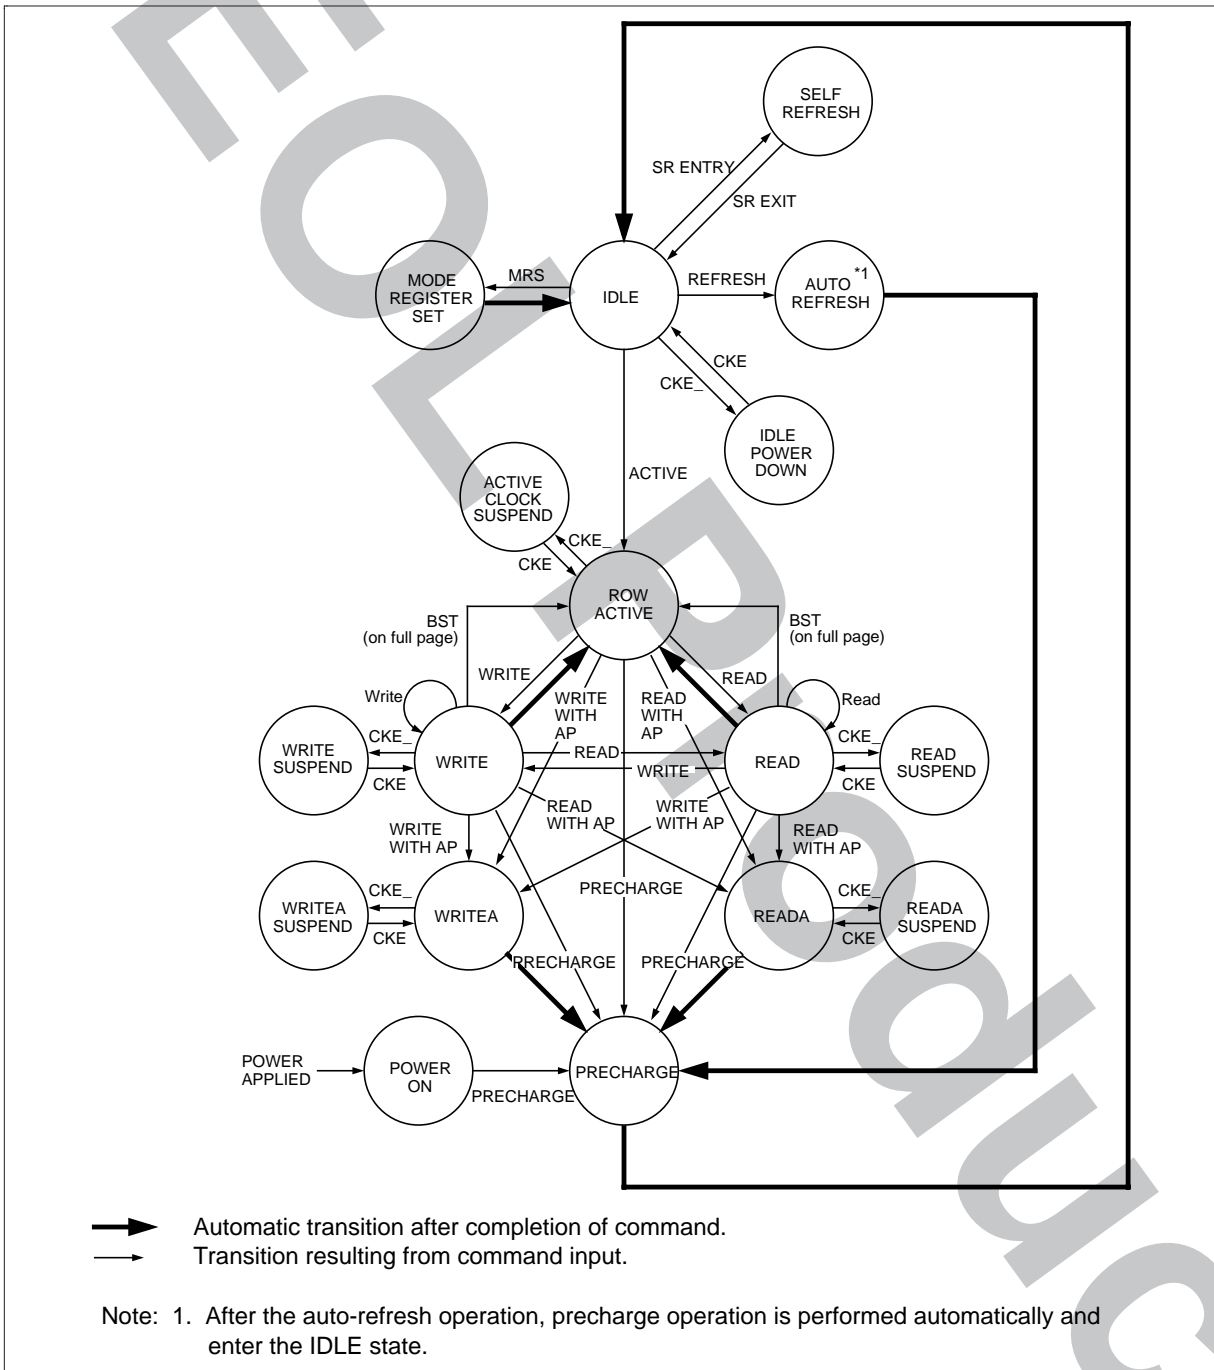 SELF
REFRESH
SR ENTRY
SR EXIT
MODE
REGISTER
SET
MRS
IDLE
REFRESH
AUTO *1
REFRESH
CKE
CKE_
IDLE
POWER
DOWN
ACTIVE
ACTIVE
CLOCK
SUSPEND
CKE_
CKE
ROW
ACTIVE
BST
(on full page)
BST
(on full page)
WRITE
READ
Write
WRITE
WITH
AP
READ
WITH
AP
Read
WRITE
SUSPEND
CKE_
CKE
WRITE
READ
WRITE
READ
CKE_
CKE
READ
SUSPEND
READ
WITH AP
WRITE
WITH AP
WRITE
WITH AP
READ
WITH AP
WRITEA
SUSPEND
CKE_
CKE
WRITEA
PRECHARGE
READA
CKE_
CKE
READA
SUSPEND
PRECHARGE
PRECHARGE
POWER
APPLIED
POWER
ON
PRECHARGE
PRECHARGE
Automatic transition after completion of command.
Transition resulting from command input.
Note: 1. After the auto-refresh operation, precharge operation is performed automatically and
enter the IDLE state.
EOL Produc